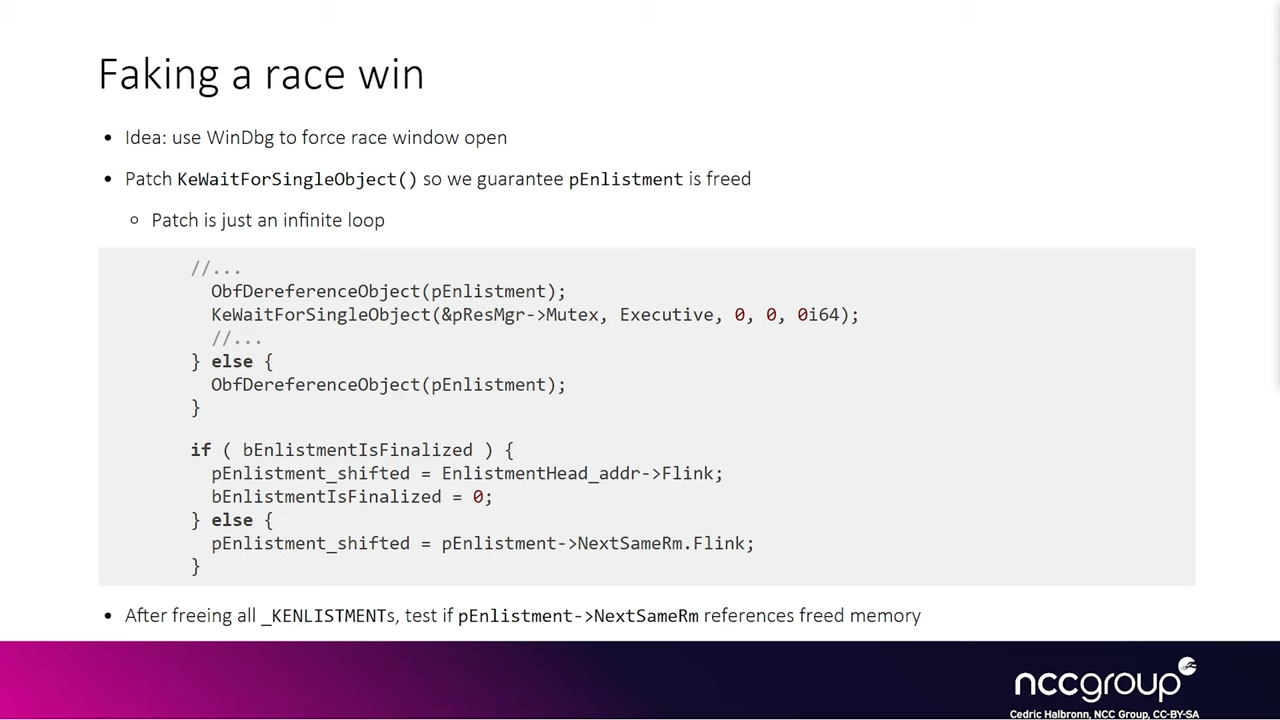 Faking a race win
• Idea: use WinDbg to force race window open
• Patch KeWaitForSingleObject() so we guarantee pEnlistment is freed
○ Patch is just an infinite loop
//...
ObfDereferenceObject(pEnlistment);
KeWaitForSingleObject(&pResMgr->Mutex, Executive, 0, 0, 0i64);
//...
} else {
ObfDereferenceObject(pEnlistment);
}
if ( bEnlistmentIsFinalized ) {
pEnlistment_shifted = EnlistmentHead_addr->Flink;
bEnlistmentIsFinalized = 0;
} else {
pEnlistment_shifted = pEnlistment->NextSameRm.Flink;
}
• After freeing all _KENLISTMENTs, test if pEnlistment->NextSameRm references freed memory
nccgroup
Cedric Halbronn, NCC Group, CC-BY-SA